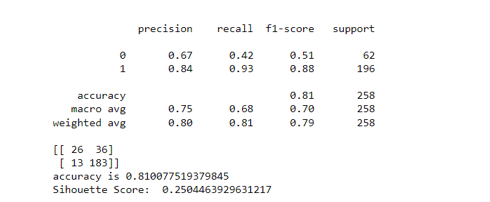 precision recall f1-score support
0 0.67 0.42 0.51 62
1 0.84 0.93 0.88 196
accuracy 0.81 258
macro avg 0.75 0.68 0.70 258
weighted avg 0.80 0.81 0.79 258
[[ 26 36]
[ 13 183]]
accuracy is 0.810077519379845
Sihouette Score: 0.2504463929631217